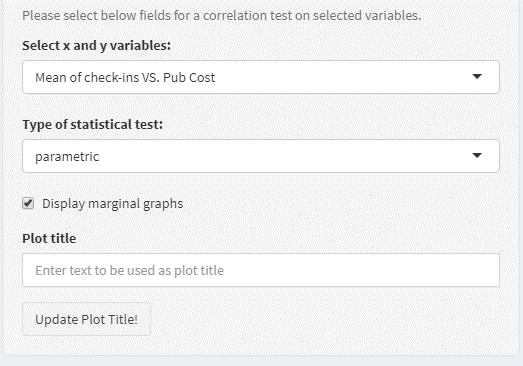 Please select below fields for a correlation test on selected variables.
Select x and y variables:
Mean of check-ins VS. Pub Cost
Type of statistical test:
parametric
Display marginal graphs
Plot title
Enter text to be used as plot title
Update Plot Title!